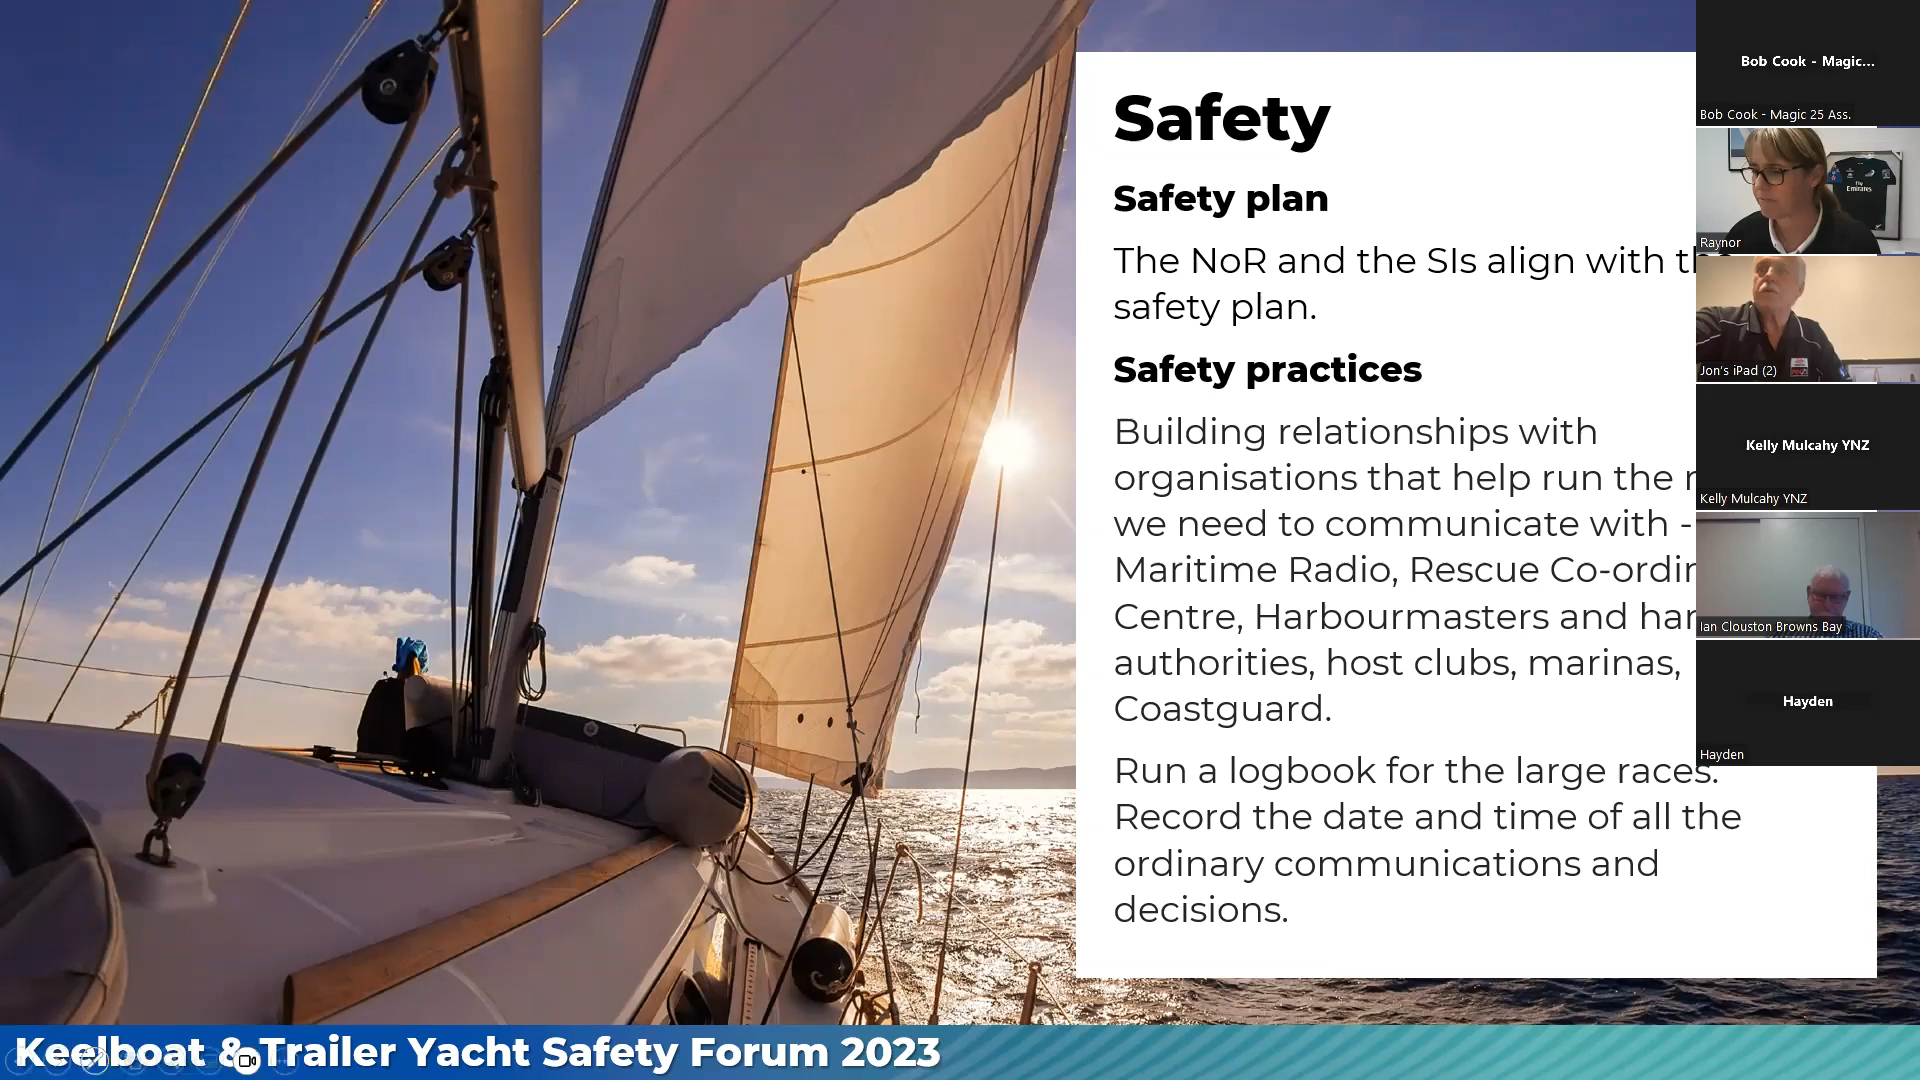 Safety
Safety plan
The NoR and the SIs align with
safety plan.
Safety practices
Building relationships with
organisations that help run the
we need to communicate with -
Maritime Radio, Rescue
Centre, Harbourmasters and
authorities, host clubs, marinas,
Coastguard.
Run a logbook for the large races.
Record the date and time of all the
ordinary communications and
decisions.
Bob Cook - Magic...
Bob Cook - Magic 25 Ass.
Fly
Emirates
Raynor
Jon's iPad (2)
Kelly Mulcahy YNZ
Kelly Mulcahy YNZ
Ian Clouston Browns Bay
Hayden
Hayden
Keelboat & Trailer Yacht Safety Forum 2023